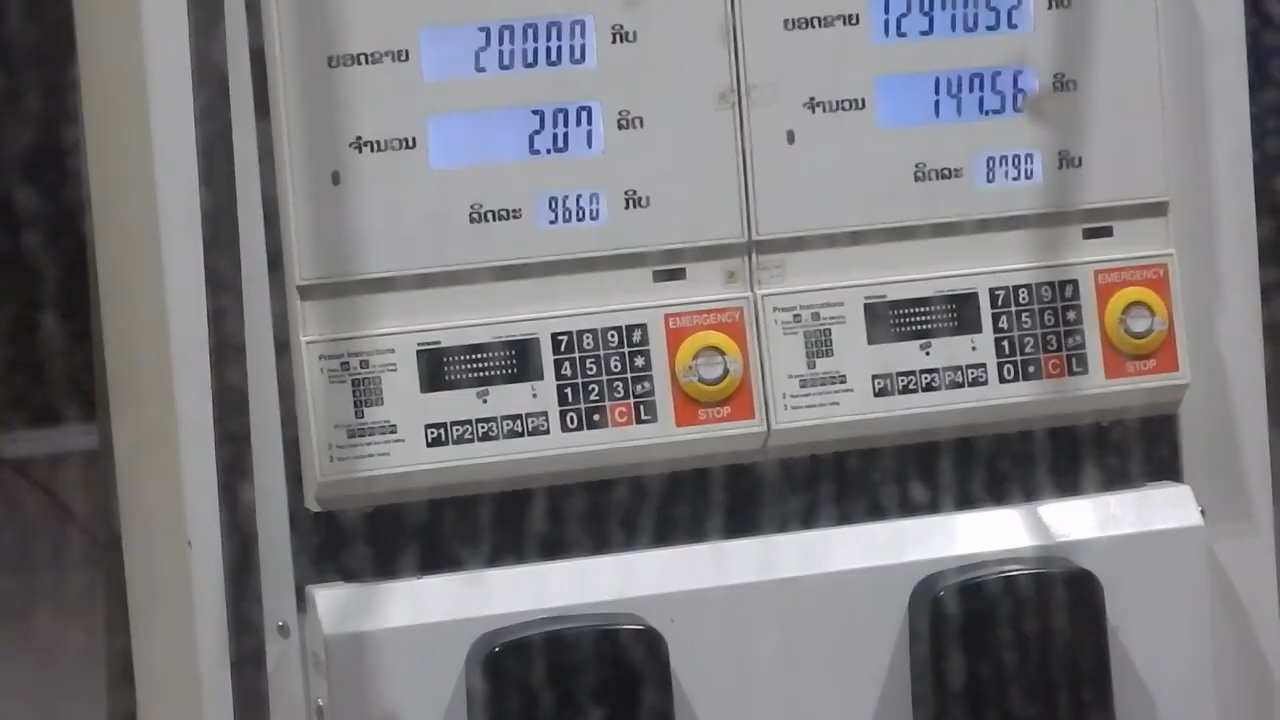 ຍອດຂາຍ 20000 ກີບ
ຈຳນວນ 2.07 ລິດ
ລິດລະ 9660 ກີບ
ຍອດຂາຍ 1297052 ກີບ
ຈຳນວນ 147.56 ລິດ
ລິດລະ 8790 ກີບ
Preset Instructions
7 8 9 #
4 5 6 *
1 2 3
0 • C L
P1 P2 P3 P4 P5
EMERGENCY
STOP
Preset Instructions
7 8 9 #
4 5 6 *
1 2 3
0 • C L
P1 P2 P3 P4 P5
EMERGENCY
STOP